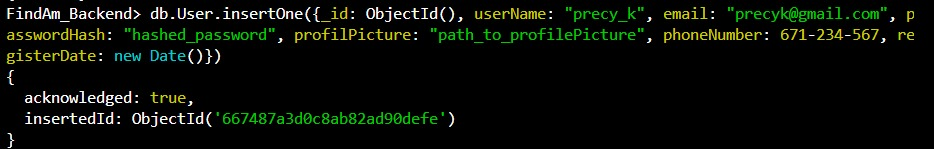 FindAm_Backend> db.User.insertOne({_id: ObjectId(), userName: "precy_k", email: "precyk@gmail.com", p
asswordHash: "hashed_password", profilPicture: "path_to_profilePicture", phoneNumber: 671-234-567, re
gisterDate: new Date()})
{
  acknowledged: true,
  insertedId: ObjectId('667487a3d0c8ab82ad90defe')
}